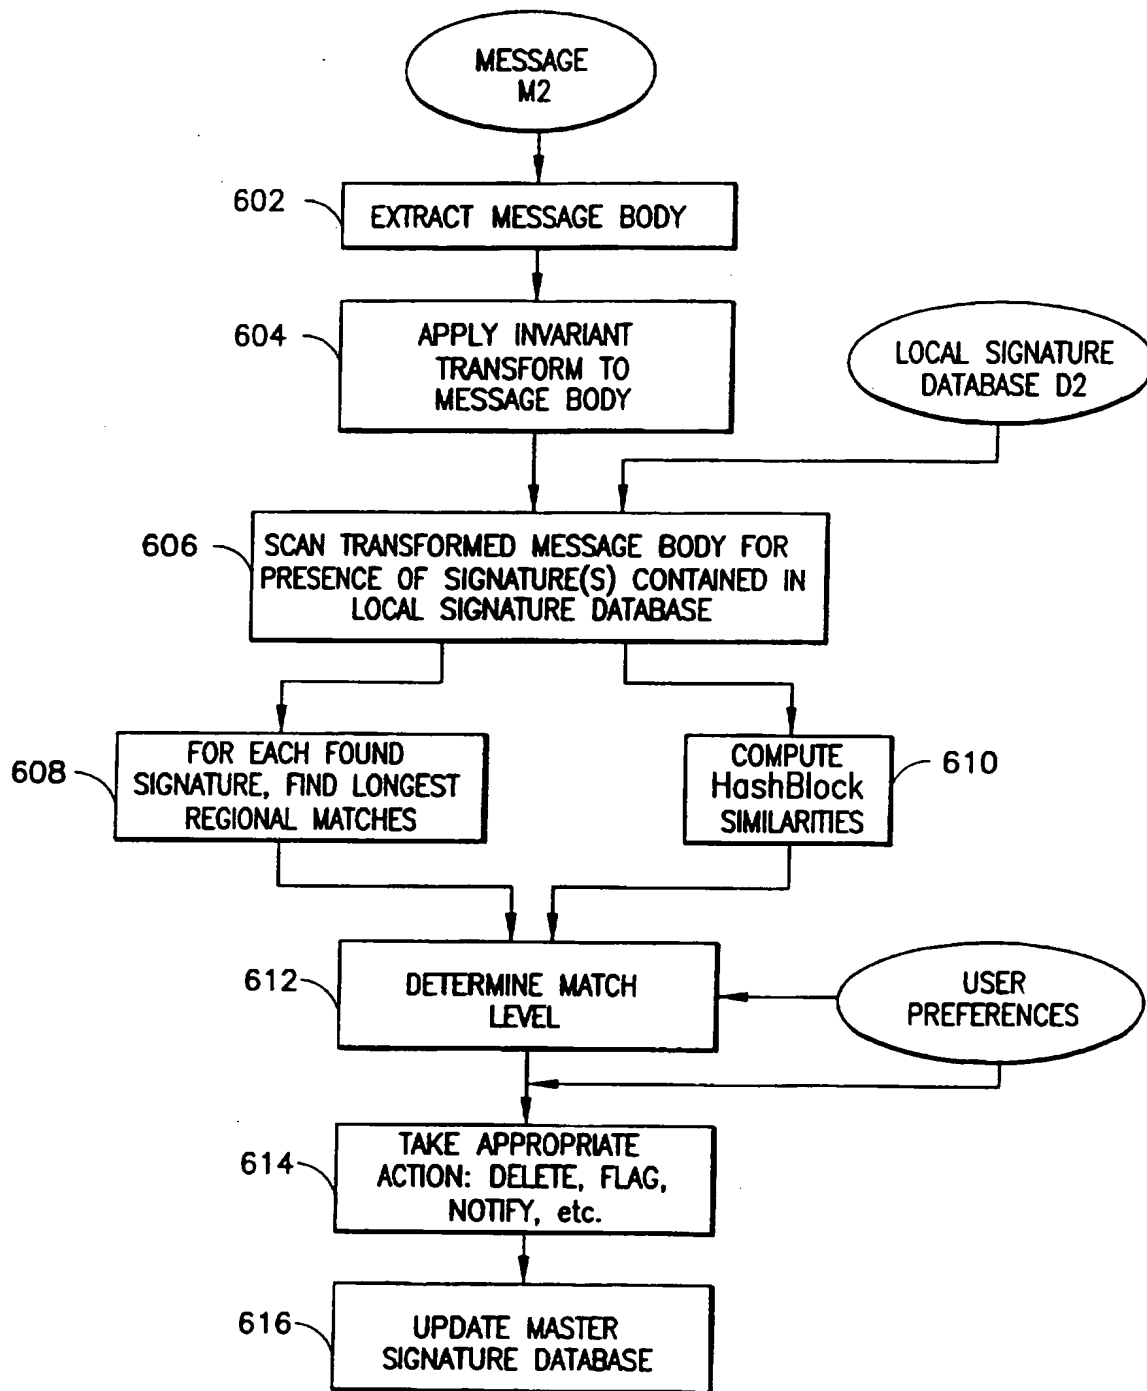 MESSAGE
M2
602
EXTRACT MESSAGE BODY
604
APPLY INVARIANT
TRANSFORM TO
MESSAGE BODY
LOCAL SIGNATURE
DATABASE D2
606
SCAN TRANSFORMED MESSAGE BODY FOR
PRESENCE OF SIGNATURE(S) CONTAINED IN
LOCAL SIGNATURE DATABASE
608
FOR EACH FOUND
SIGNATURE, FIND LONGEST
REGIONAL MATCHES
COMPUTE
HashBlock
SIMILARITIES
610
612
DETERMINE MATCH
LEVEL
USER
PREFERENCES
614
TAKE APPROPRIATE
ACTION: DELETE, FLAG,
NOTIFY, etc.
616
UPDATE MASTER
SIGNATURE DATABASE